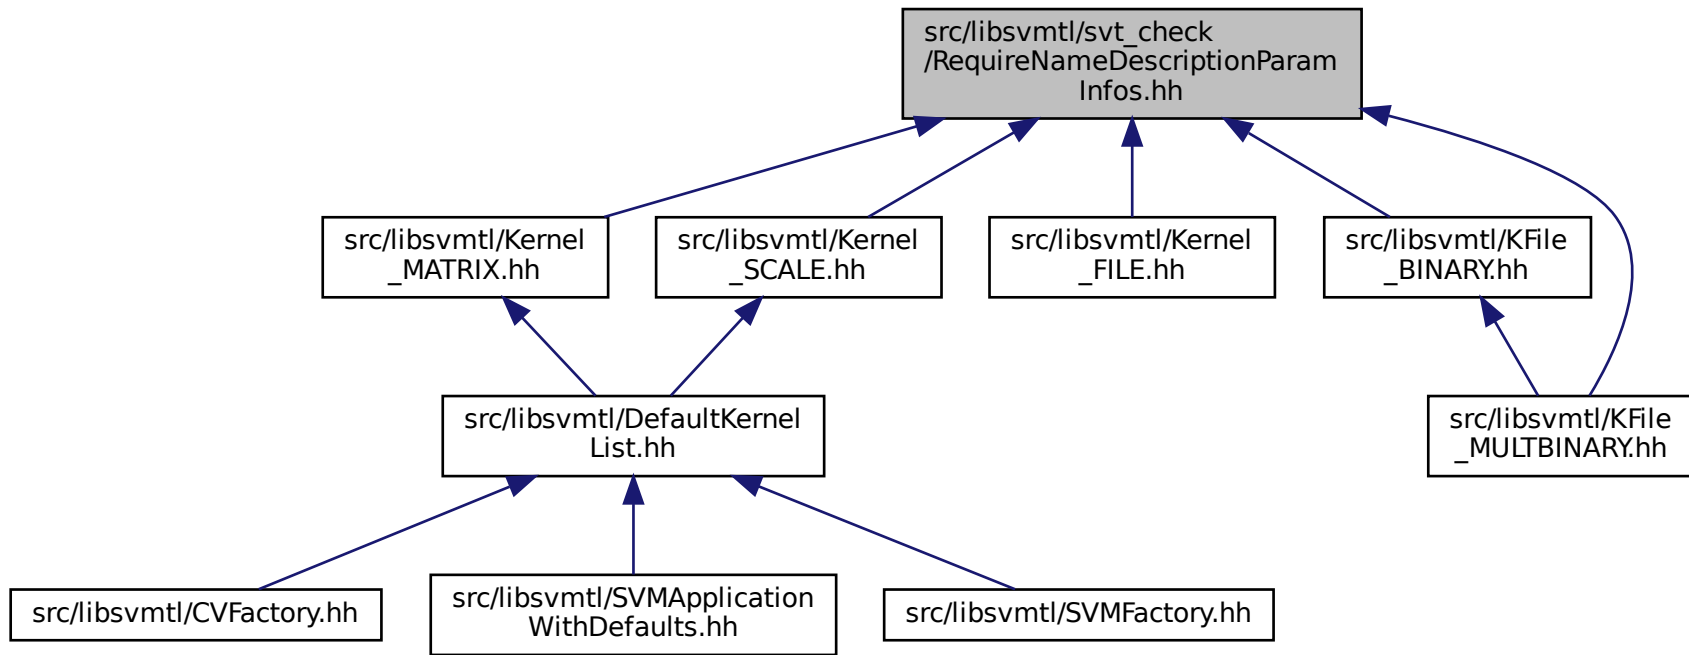 src/libsvmtl/svt_check
/RequireNameDescriptionParam
Infos.hh
src/libsvmtl/Kernel
_MATRIX.hh
src/libsvmtl/Kernel
_SCALE.hh
src/libsvmtl/Kernel
_FILE.hh
src/libsvmtl/KFile
_BINARY.hh
src/libsvmtl/DefaultKernel
List.hh
src/libsvmtl/KFile
_MULTBINARY.hh
src/libsvmtl/CVFactory.hh
src/libsvmtl/SVMApplication
WithDefaults.hh
src/libsvmtl/SVMFactory.hh